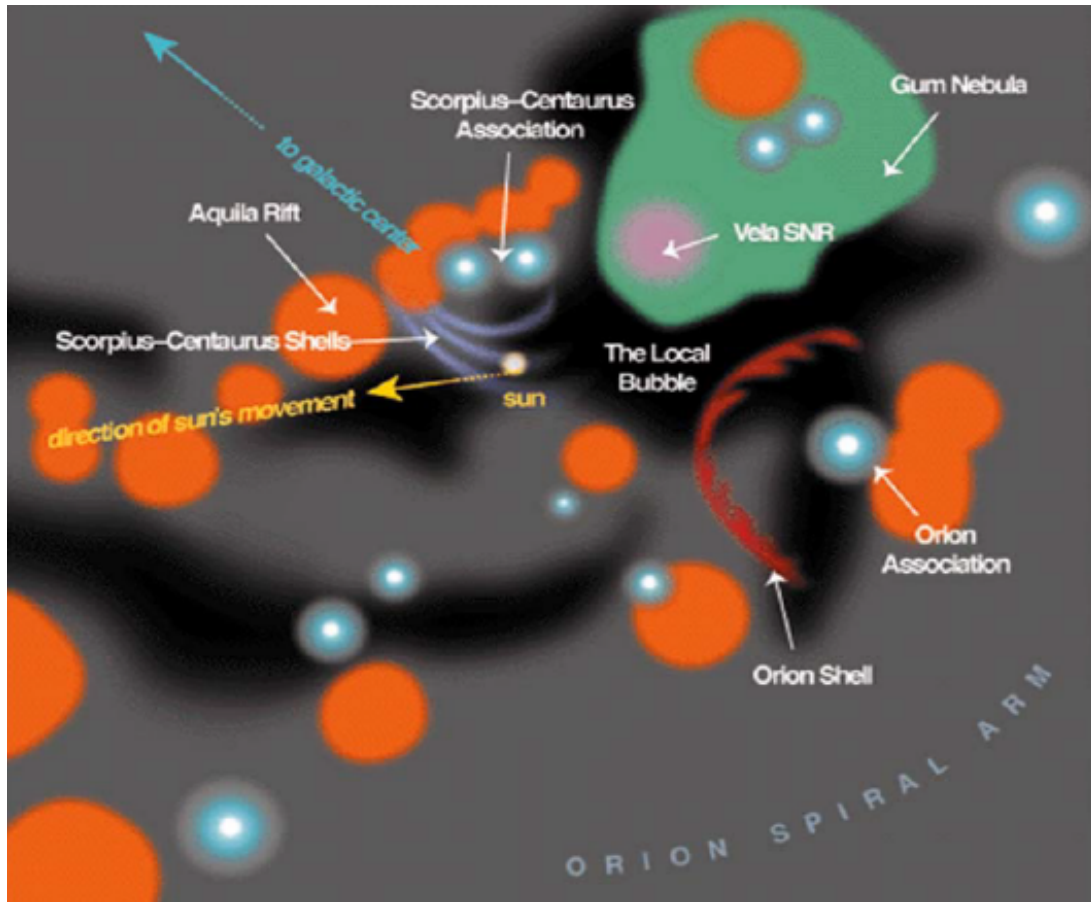 Scorpius–Centaurus
Association
Gum Nebula
to galactic center
Aquila Rift
Vela SNR
Scorpius–Centaurus Shells
The Local
Bubble
direction of sun's movement
sun
Orion
Association
Orion Shell
ORION SPIRAL ARM